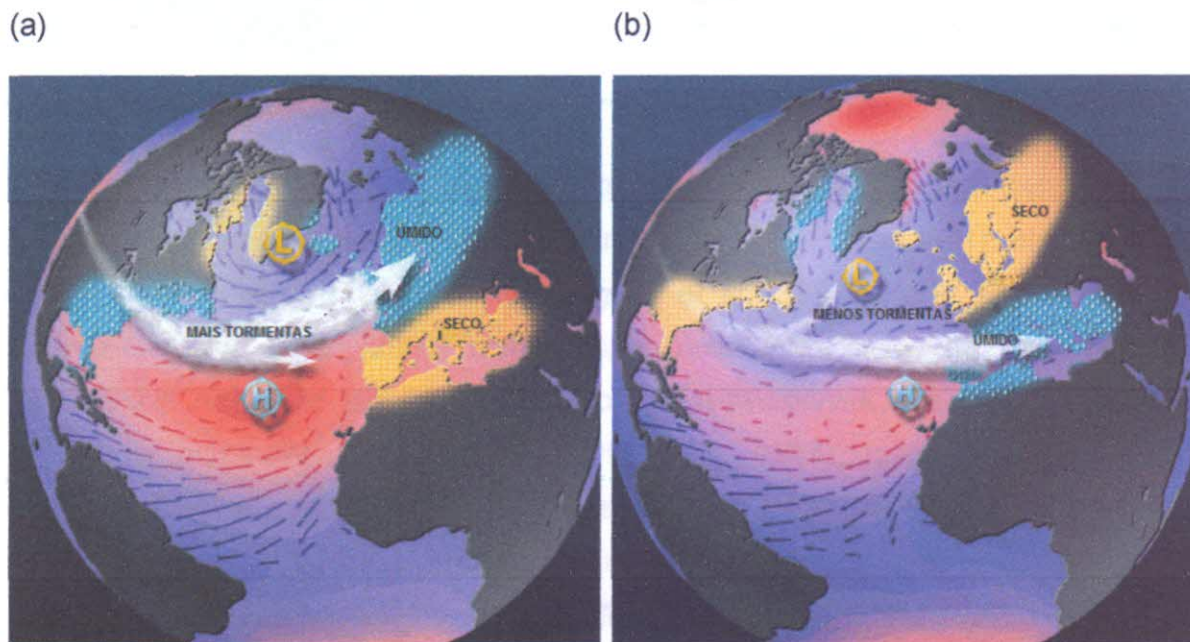 (a)
L
UMIDO
MAIS TORMENTAS
SECO
H
(b)
SECO
L
MENOS TORMENTAS
UMIDO
H